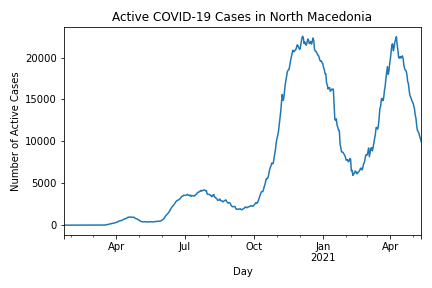 Active COVID-19 Cases in North Macedonia
Number of Active Cases
20000
15000
10000
5000
0
Apr
Jul
Oct
Jan
2021
Apr
Day